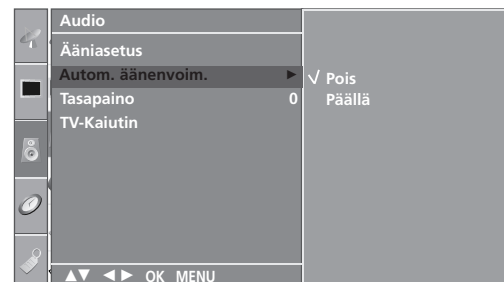 Audio
Ääniasetus
Autom. äänenvoim. ►
Tasapaino 0
TV-Kaiutin
√ Pois
Päällä
▲▼ ◄► OK MENU